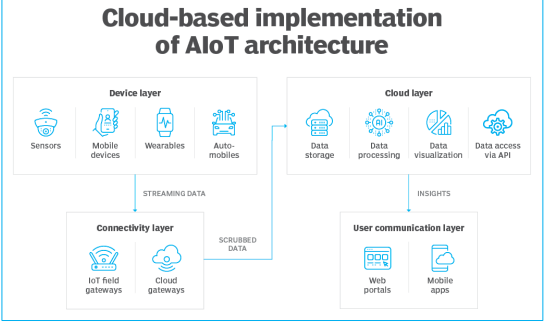 Cloud-based implementation
of AIoT architecture
Device layer
Sensors
Mobile
devices
Wearables
Auto-
mobiles
STREAMING DATA
Connectivity layer
IoT field
gateways
Cloud
gateways
SCRUBBED
DATA
Cloud layer
Data
storage
AI
Data
processing
Data
visualization
Data access
via API
INSIGHTS
User communication layer
Web
portals
Mobile
apps